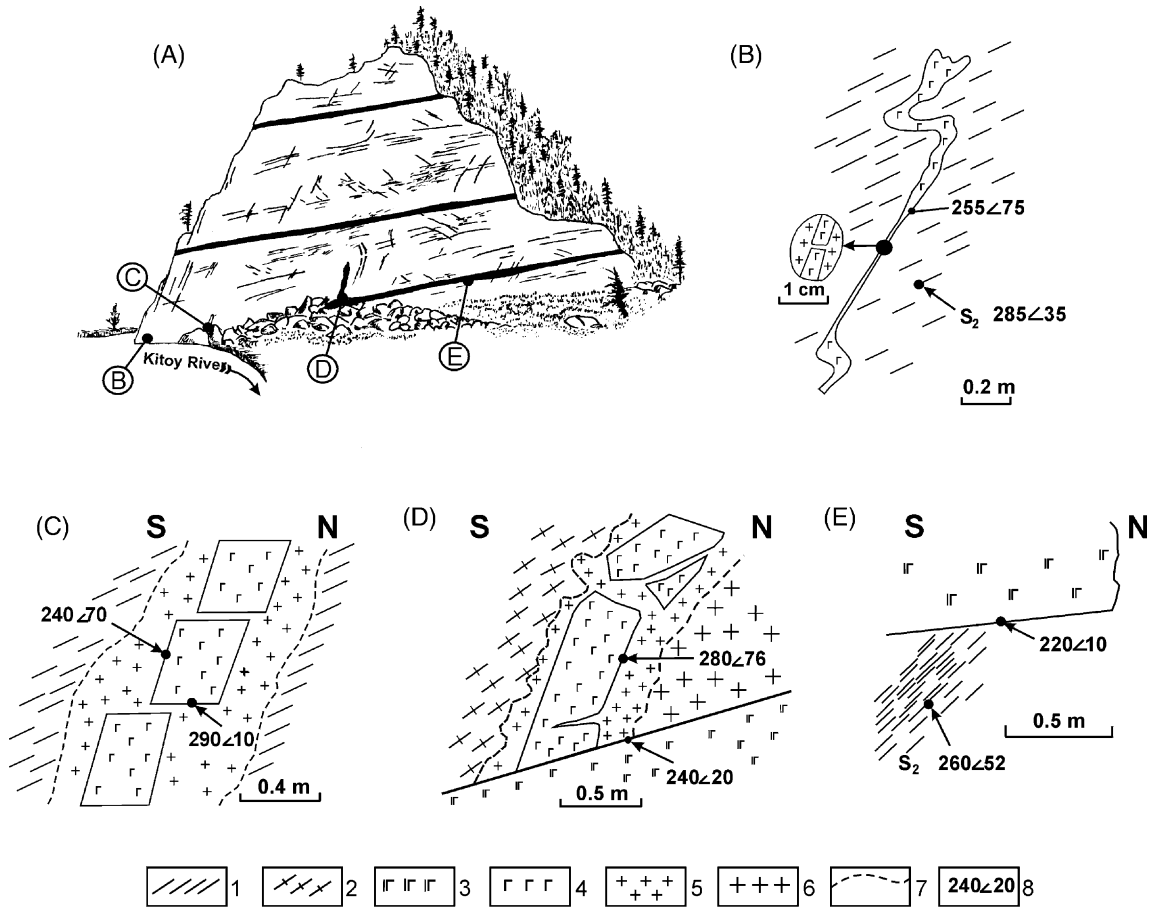 (A)
C
B
Kitoy River
D
E
(B)
255∠75
1 cm
S₂ 285∠35
0.2 m
(C)
S N
240∠70
290∠10
0.4 m
(D)
S N
280∠76
240∠20
0.5 m
(E)
S N
220∠10
0.5 m
S₂ 260∠52
1 2 3 4 5 6 7 240∠20 8